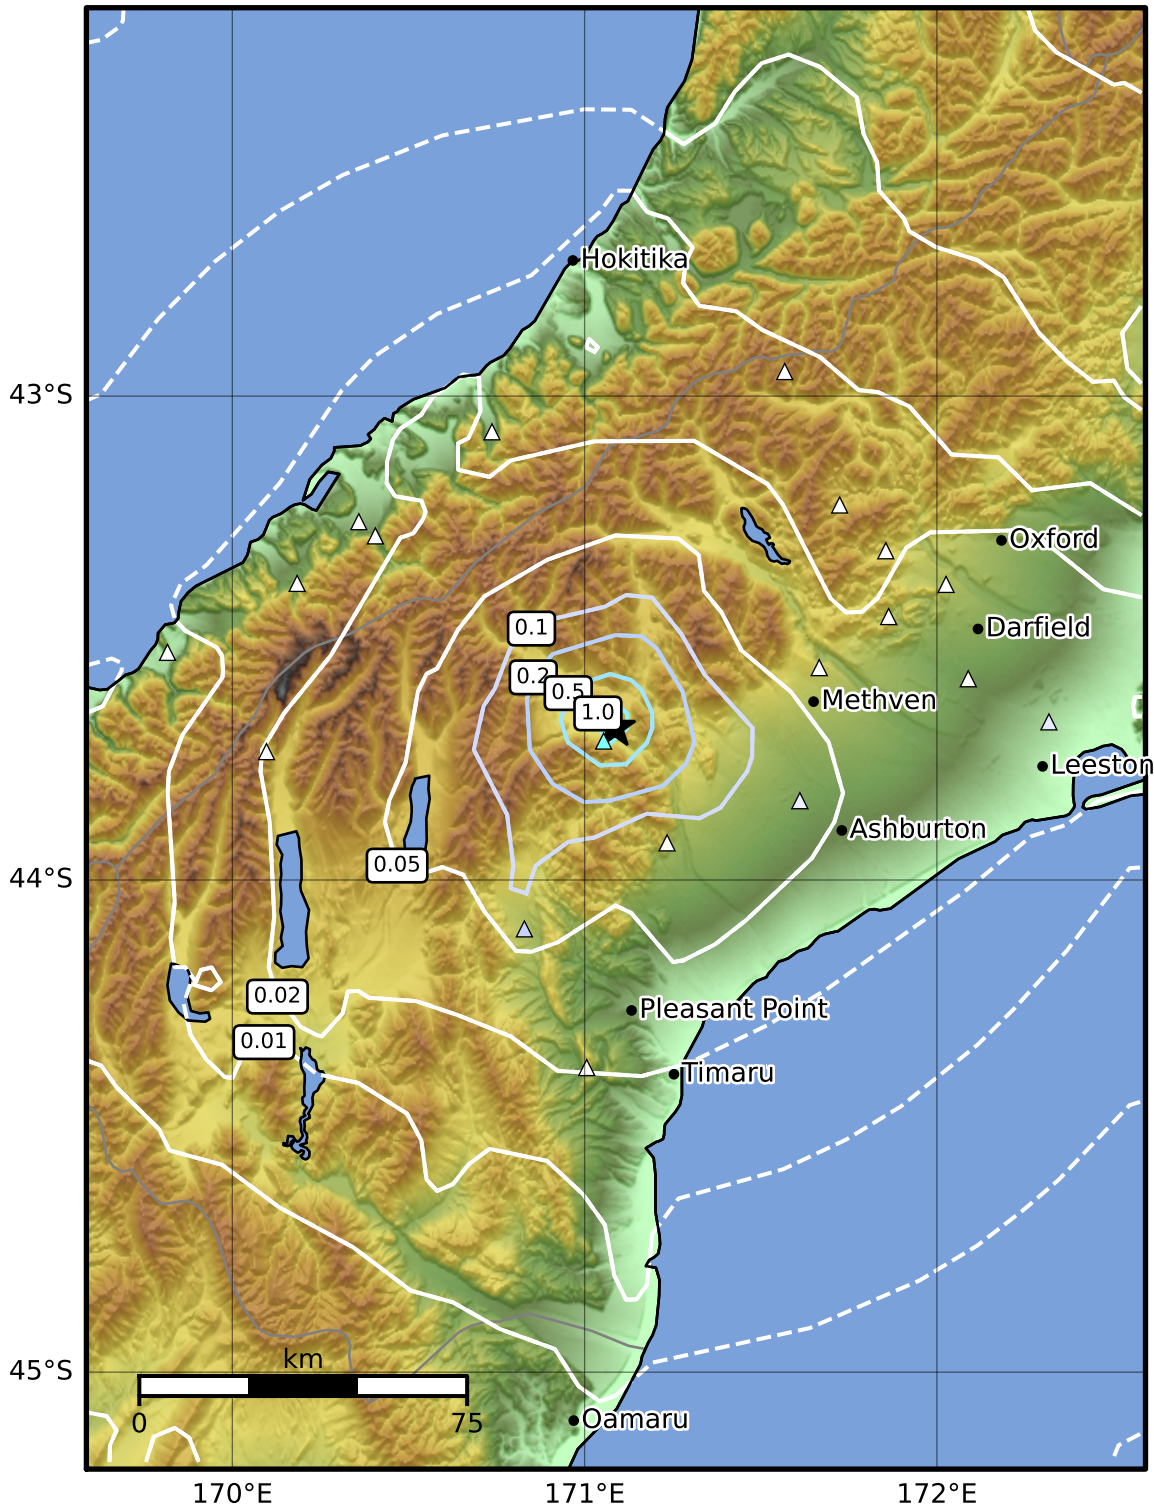 Hokitika
43°S
Oxford
0.1
Darfield
0.2
0.5
Methven
1.0
Leeston
Ashburton
0.05
44°S
0.02
Pleasant Point
0.01
Timaru
km
45°S
0
75
Oamaru
170°E
171°E
172°E